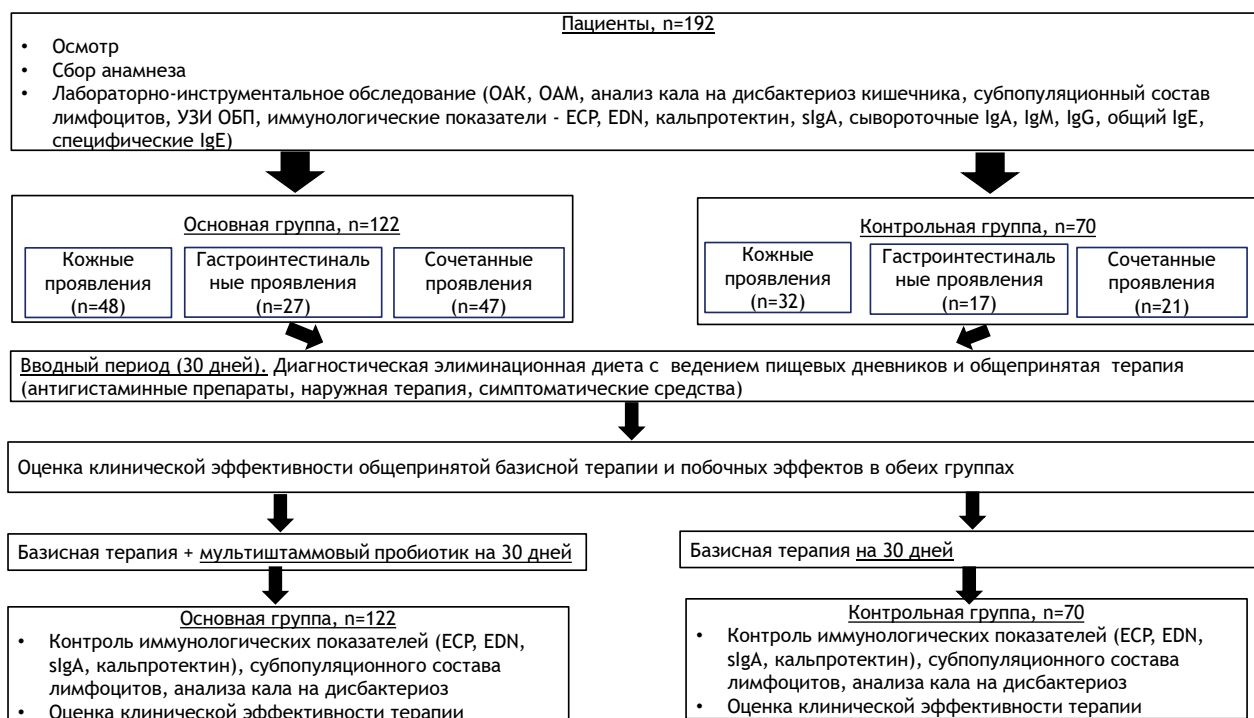 Пациенты, n=192
• Осмотр
• Сбор анамнеза
• Лабораторно-инструментальное обследование (ОАК, ОАМ, анализ кала на дисбактериоз кишечника, субпопуляционный состав
лимфоцитов, УЗИ ОБП, иммунологические показатели - ECP, EDN, кальпротектин, sIgA, сывороточные IgA, IgM, IgG, общий IgE,
специфические IgE)
Основная группа, n=122
Кожные
проявления
(n=48)
Гастроинтестиналь
ные проявления
(n=27)
Сочетанные
проявления
(n=47)
Контрольная группа, n=70
Кожные
проявления
(n=32)
Гастроинтестиналь
ные проявления
(n=17)
Сочетанные
проявления
(n=21)
Вводный период (30 дней). Диагностическая элиминационная диета с ведением пищевых дневников и общепринятая терапия
(антигистаминные препараты, наружная терапия, симптоматические средства)
Оценка клинической эффективности общепринятой базисной терапии и побочных эффектов в обеих группах
Базисная терапия + мультиштаммовый пробиотик на 30 дней
Базисная терапия на 30 дней
Основная группа, n=122
• Контроль иммунологических показателей (ECP, EDN,
sIgA, кальпротектин), субпопуляционного состава
лимфоцитов, анализа кала на дисбактериоз
• Оценка клинической эффективности терапии
Контрольная группа, n=70
• Контроль иммунологических показателей (ECP, EDN,
sIgA, кальпротектин), субпопуляционного состава
лимфоцитов, анализа кала на дисбактериоз
• Оценка клинической эффективности терапии